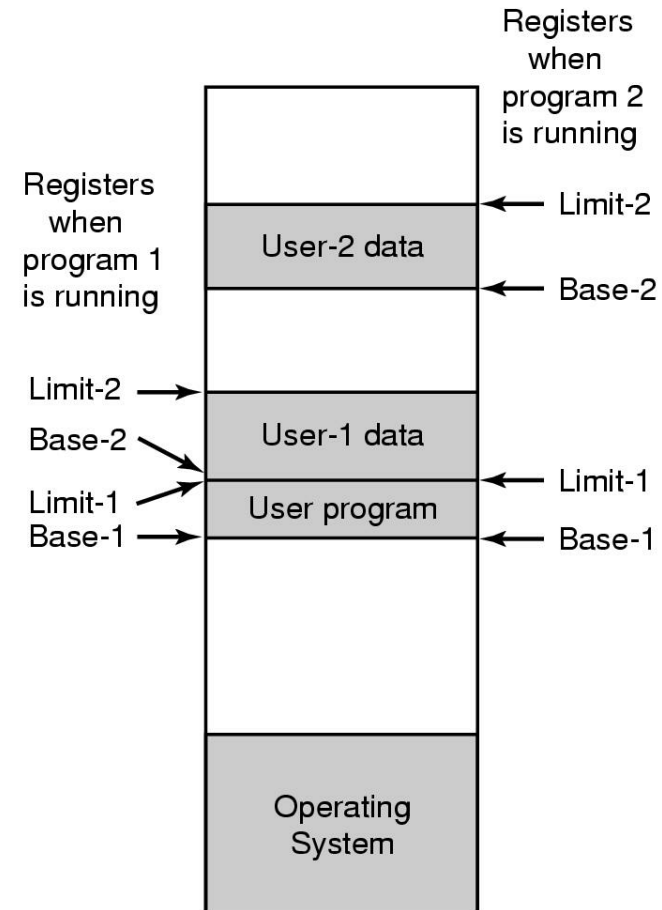 Registers
when
program 2
is running
Registers
when
program 1
is running
Limit-2
User-2 data
Base-2
Limit-2
Base-2
User-1 data
Limit-1
Base-1
User program
Limit-1
Base-1
Operating
System